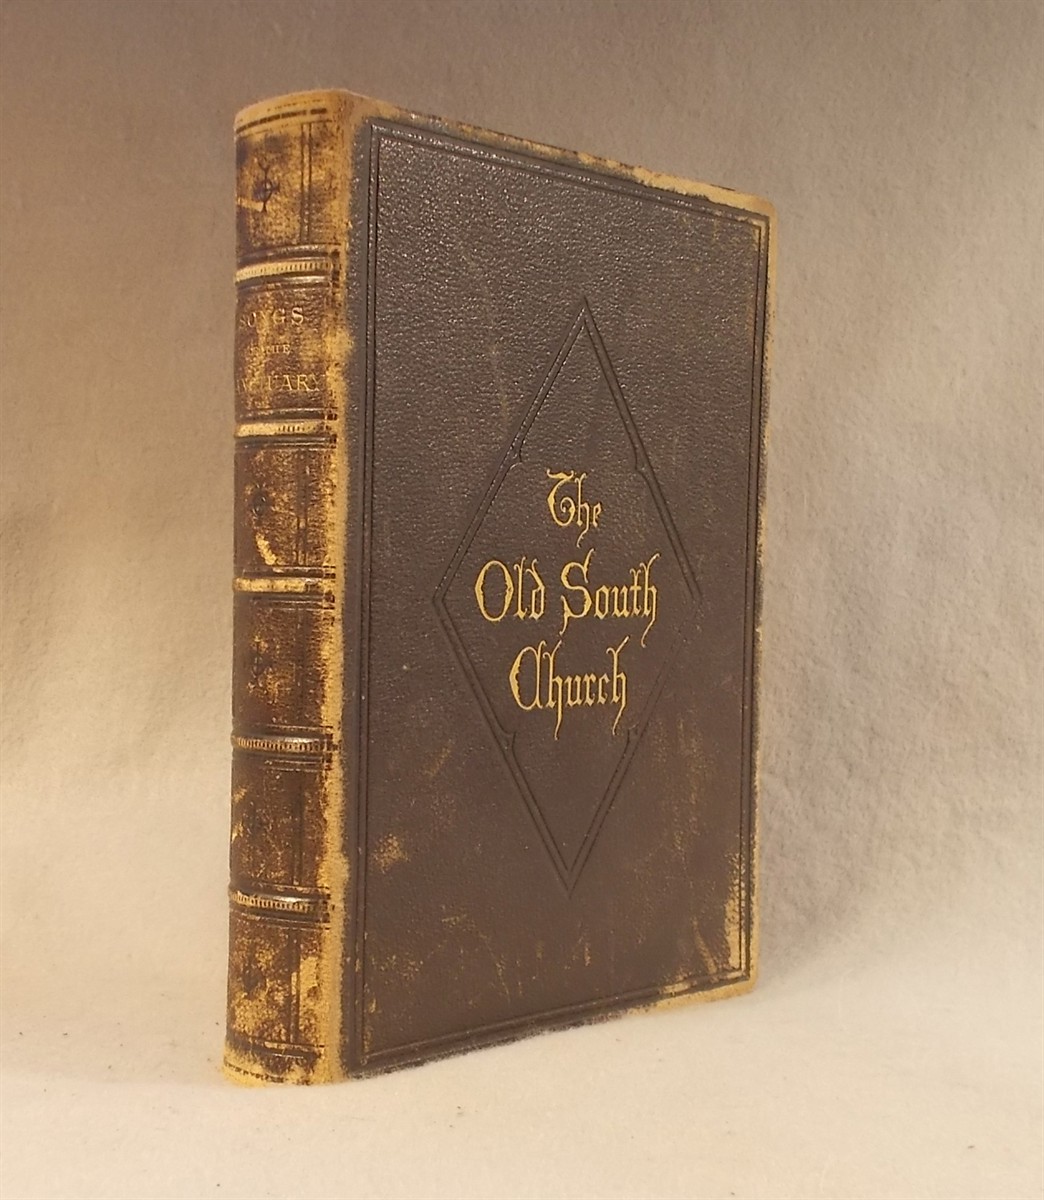 SONGS
The
Old South
Church